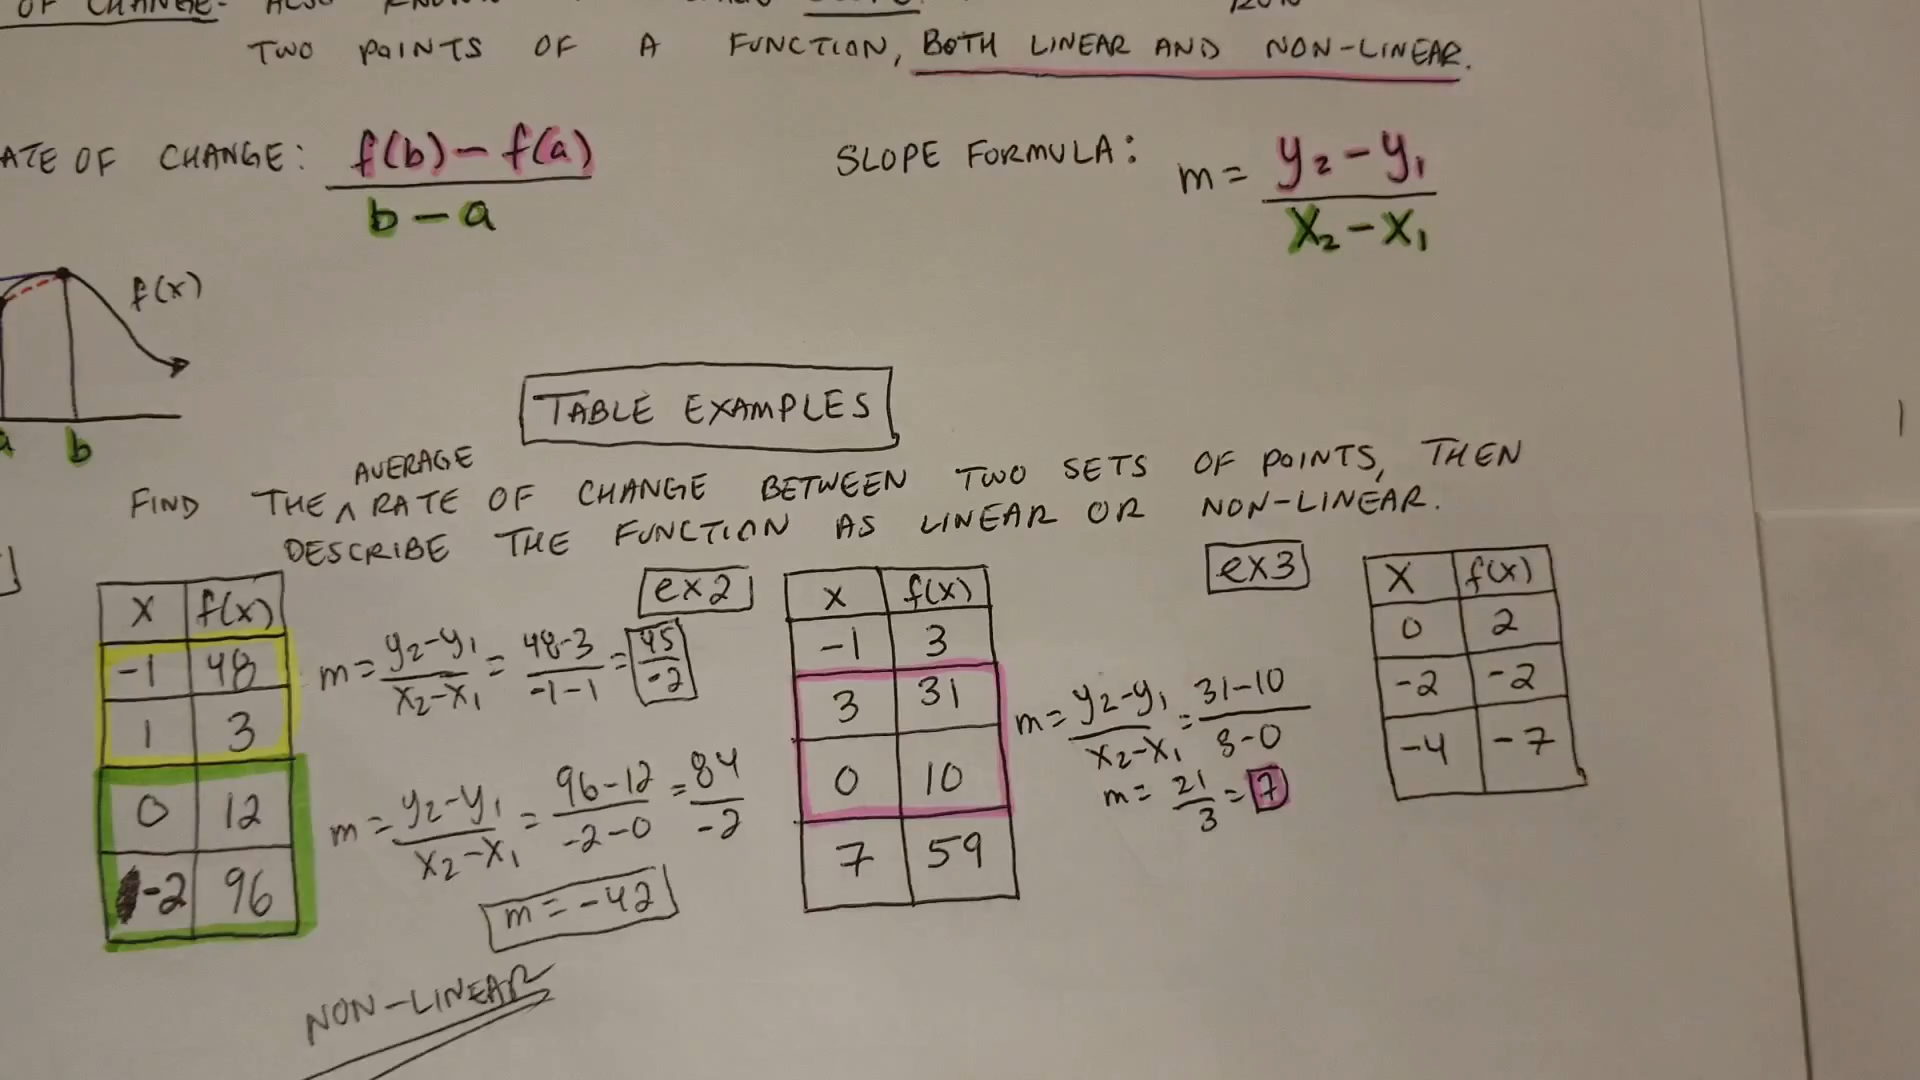 OF CHANGE- ALSO KNOWN
TWO POINTS OF A FUNCTION, BOTH LINEAR AND NON-LINEAR.
ATE OF CHANGE: f(b)-f(a)
b-a
SLOPE FORMULA: m= y2-y1
x2-x1
f(x)
a b
TABLE EXAMPLES
AVERAGE
FIND THE ^ RATE OF CHANGE BETWEEN TWO SETS OF POINTS, THEN
DESCRIBE THE FUNCTION AS LINEAR OR NON-LINEAR.
x f(x)
-1 48
1 3
0 12
-2 96
m= y2-y1 = 48-3 = 45
x2-x1 -1-1 -2
m= y2-y1 = 96-12 = 84
x2-x1 -2-0 -2
m=-42
NON-LINEAR
ex2
x f(x)
-1 3
3 31
0 10
7 59
m= y2-y1 = 31-10
x2-x1 3-0
m= 21 = 7
3
ex3
x f(x)
0 2
-2 -2
-4 -7